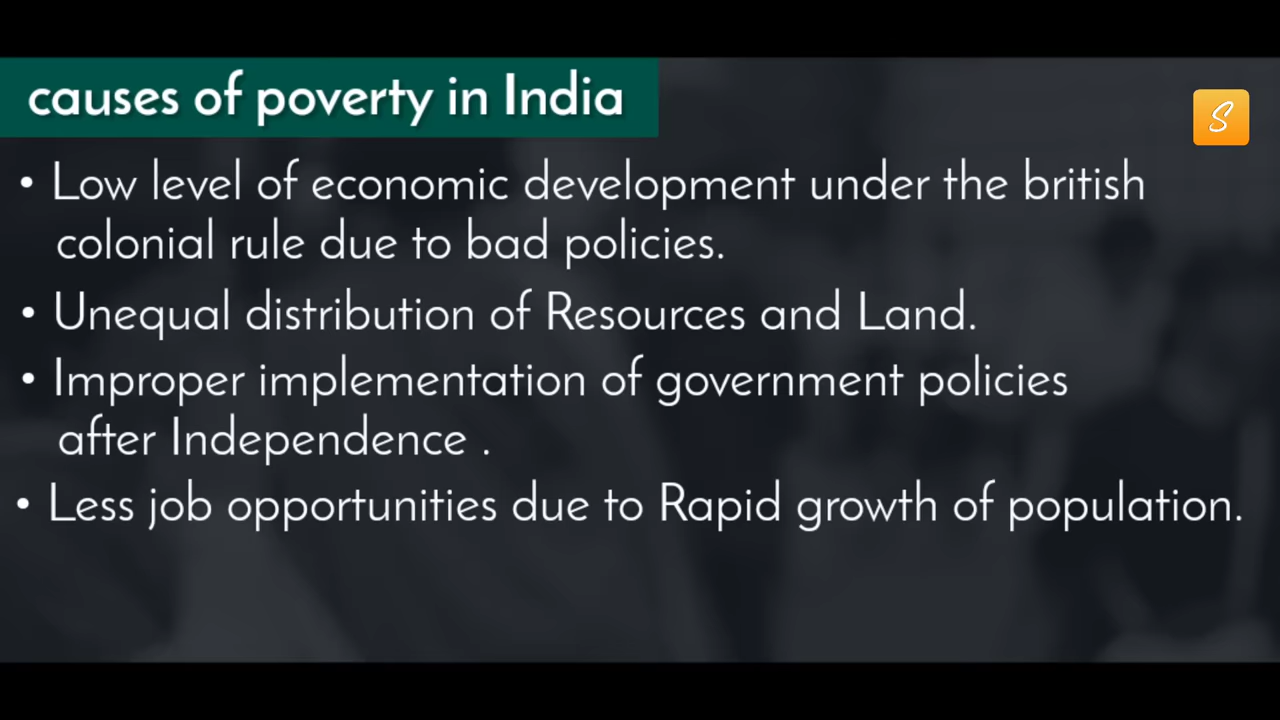 causes of poverty in India
S
• Low level of economic development under the british
colonial rule due to bad policies.
• Unequal distribution of Resources and Land.
• Improper implementation of government policies
after Independence .
• Less job opportunities due to Rapid growth of population.